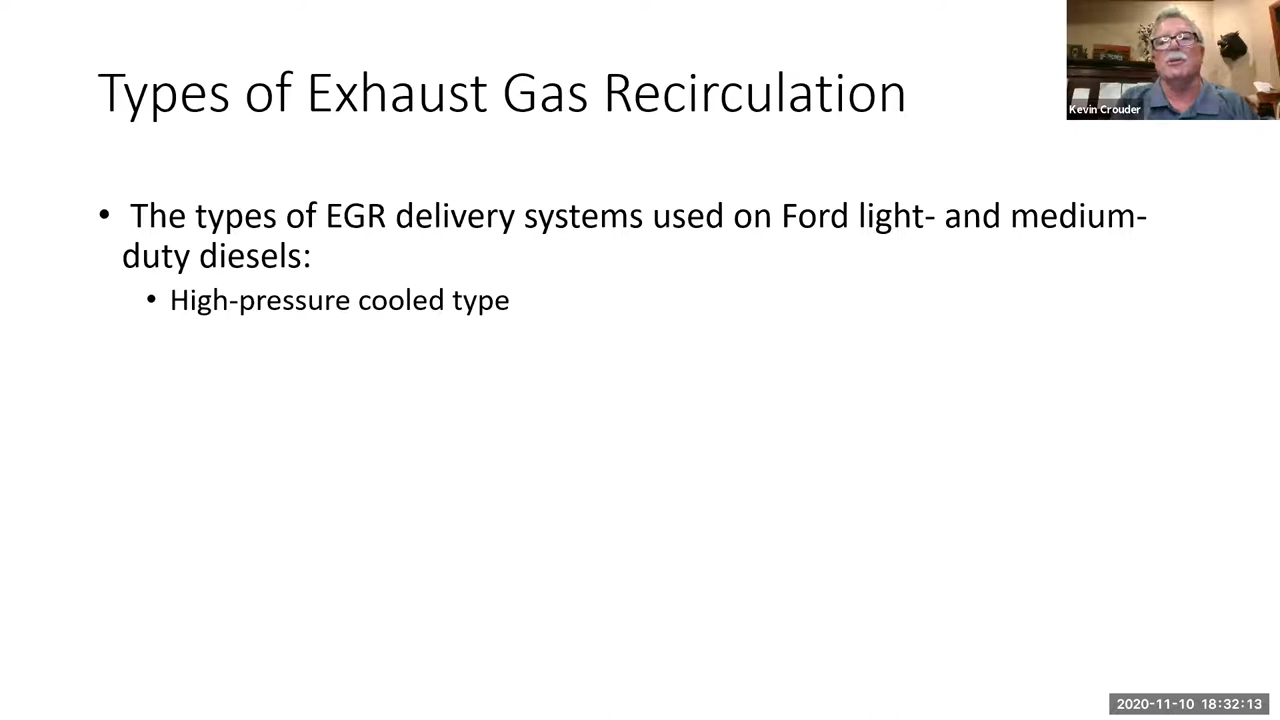 Types of Exhaust Gas Recirculation
Kevin Crouder
• The types of EGR delivery systems used on Ford light- and medium-
duty diesels:
• High-pressure cooled type
2020-11-10 18:32:13